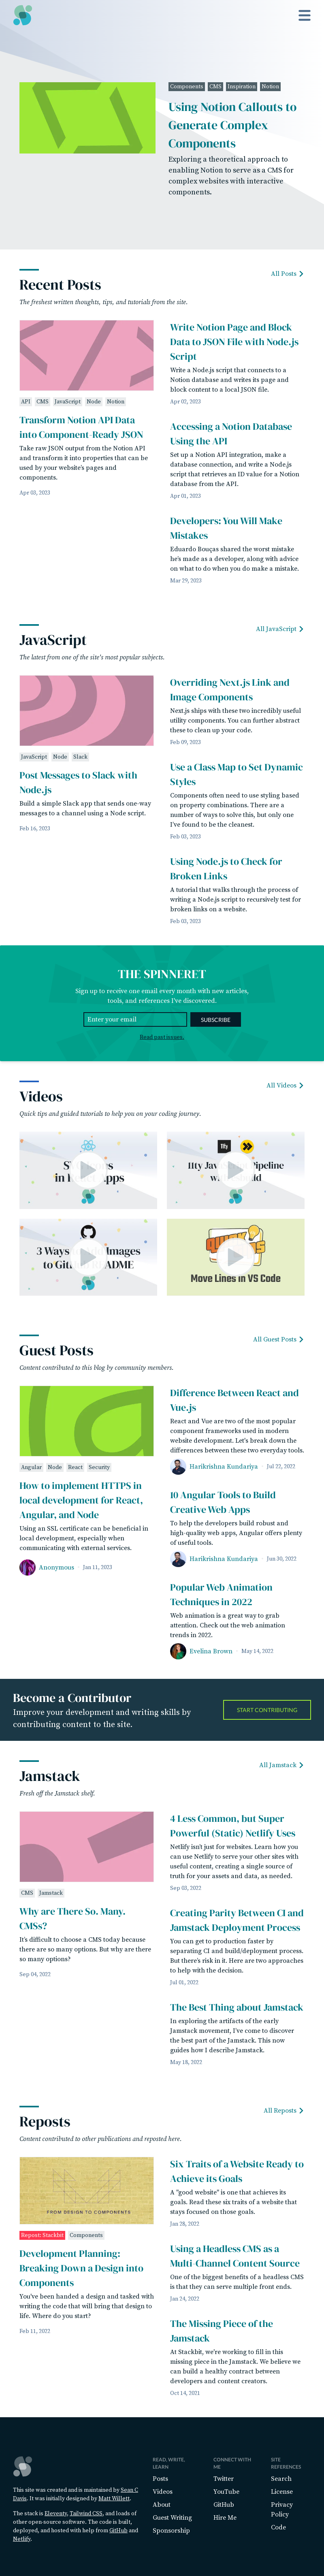 Components CMS Inspiration Notion
Using Notion Callouts to
Generate Complex
Components
Exploring a theoretical approach to
enabling Notion to serve as a CMS for
complex websites with interactive
components.
All Posts
Recent Posts
The freshest written thoughts, tips, and tutorials from the site.
API CMS JavaScript Node Notion
Transform Notion API Data
into Component-Ready JSON
Take raw JSON output from the Notion API
and transform it into properties that can be
used by your website's pages and
components.
Apr 03, 2023
Write Notion Page and Block
Data to JSON File with Node.js
Script
Write a Node.js script that connects to a
Notion database and writes its page and
block content to a local JSON file.
Apr 02, 2023
Accessing a Notion Database
Using the API
Set up a Notion API integration, make a
database connection, and write a Node.js
script that retrieves an ID value for a Notion
database from the API.
Apr 01, 2023
Developers: You Will Make
Mistakes
Eduardo Bouças shared the worst mistake
he's made as a developer, along with advice
on what to do when you do make a mistake.
Mar 29, 2023
All JavaScript
JavaScript
The latest from one of the site's most popular subjects.
JavaScript Node Slack
Post Messages to Slack with
Node.js
Build a simple Slack app that sends one-way
messages to a channel using a Node script.
Feb 16, 2023
Overriding Next.js Link and
Image Components
Next.js ships with these two incredibly useful
utility components. You can further abstract
these to clean up your code.
Feb 09, 2023
Use a Class Map to Set Dynamic
Styles
Components often need to use styling based
on property combinations. There are a
number of ways to solve this, but only one
I've found to be the cleanest.
Feb 03, 2023
Using Node.js to Check for
Broken Links
A tutorial that walks through the process of
writing a Node.js script to recursively test for
broken links on a website.
Feb 03, 2023
THE SPINNERET
Sign up to receive one email every month with new articles,
tools, and references I've discovered.
Enter your email SUBSCRIBE
Read past issues.
All Videos
Videos
Quick tips and guided tutorials to help you on your coding journey.
Move Lines in VS Code
All Guest Posts
Guest Posts
Content contributed to this blog by community members.
Angular Node React Security
How to implement HTTPS in
local development for React,
Angular, and Node
Using an SSL certificate can be beneficial in
local development, especially when
communicating with external services.
Anonymous Jan 11, 2023
Difference Between React and
Vue.js
React and Vue are two of the most popular
component frameworks used in modern
website development. Let's break down the
differences between these two everyday tools.
Harikrishna Kundariya Jul 22, 2022
10 Angular Tools to Build
Creative Web Apps
To help the developers build robust and
high-quality web apps, Angular offers plenty
of useful tools.
Harikrishna Kundariya Jun 30, 2022
Popular Web Animation
Techniques in 2022
Web animation is a great way to grab
attention. Check out the web animation
trends in 2022.
Evelina Brown May 14, 2022
Become a Contributor
Improve your development and writing skills by
contributing content to the site.
START CONTRIBUTING
All Jamstack
Jamstack
Fresh off the Jamstack shelf.
CMS Jamstack
Why are There So. Many.
CMSs?
It's difficult to choose a CMS today because
there are so many options. But why are there
so many options?
Sep 04, 2022
4 Less Common, but Super
Powerful (Static) Netlify Uses
Netlify isn't just for websites. Learn how you
can use Netlify to serve your other sites with
useful content, creating a single source of
truth for your assets and data, as needed.
Sep 03, 2022
Creating Parity Between CI and
Jamstack Deployment Process
You can get to production faster by
separating CI and build/deployment process.
But there's risk in it. Here are two approaches
to help with the decision.
Jul 01, 2022
The Best Thing about Jamstack
In exploring the artifacts of the early
Jamstack movement, I've come to discover
the best part of the Jamstack. This now
guides how I describe Jamstack.
May 18, 2022
All Reposts
Reposts
Content contributed to other publications and reposted here.
FROM DESIGN TO COMPONENTS
Repost: Stackbit Components
Development Planning:
Breaking Down a Design into
Components
You've been handed a design and tasked with
writing the code that will bring that design to
life. Where do you start?
Feb 11, 2022
Six Traits of a Website Ready to
Achieve its Goals
A "good website" is one that achieves its
goals. Read these six traits of a website that
stays focused on those goals.
Jan 28, 2022
Using a Headless CMS as a
Multi-Channel Content Source
One of the biggest benefits of a headless CMS
is that they can serve multiple front ends.
Jan 24, 2022
The Missing Piece of the
Jamstack
At Stackbit, we're working to fill in this
missing piece in the Jamstack. We believe we
can build a healthy contract between
developers and content creators.
Oct 14, 2021
This site was created and is maintained by Sean C
Davis. It was initially designed by Matt Willett.
The stack is Eleventy, Tailwind CSS, and loads of
other open source software. The code is built,
deployed, and hosted with help from GitHub and
Netlify.
READ, WRITE,
LEARN
Posts
Videos
About
Guest Writing
Sponsorship
CONNECT WITH
ME
Twitter
YouTube
GitHub
Hire Me
SITE
REFERENCES
Search
License
Privacy
Policy
Code